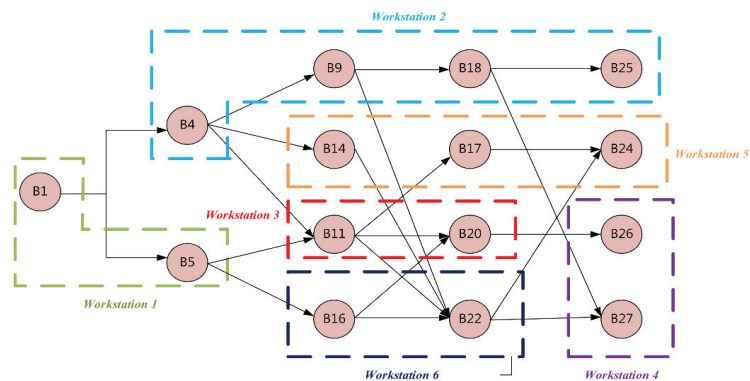 Workstation 2
B9
B18
B25
B4
B14
B17
B24
Workstation 5
B1
Workstation 3
B11
B20
B26
B5
B16
B22
B27
Workstation 1
Workstation 6
Workstation 4